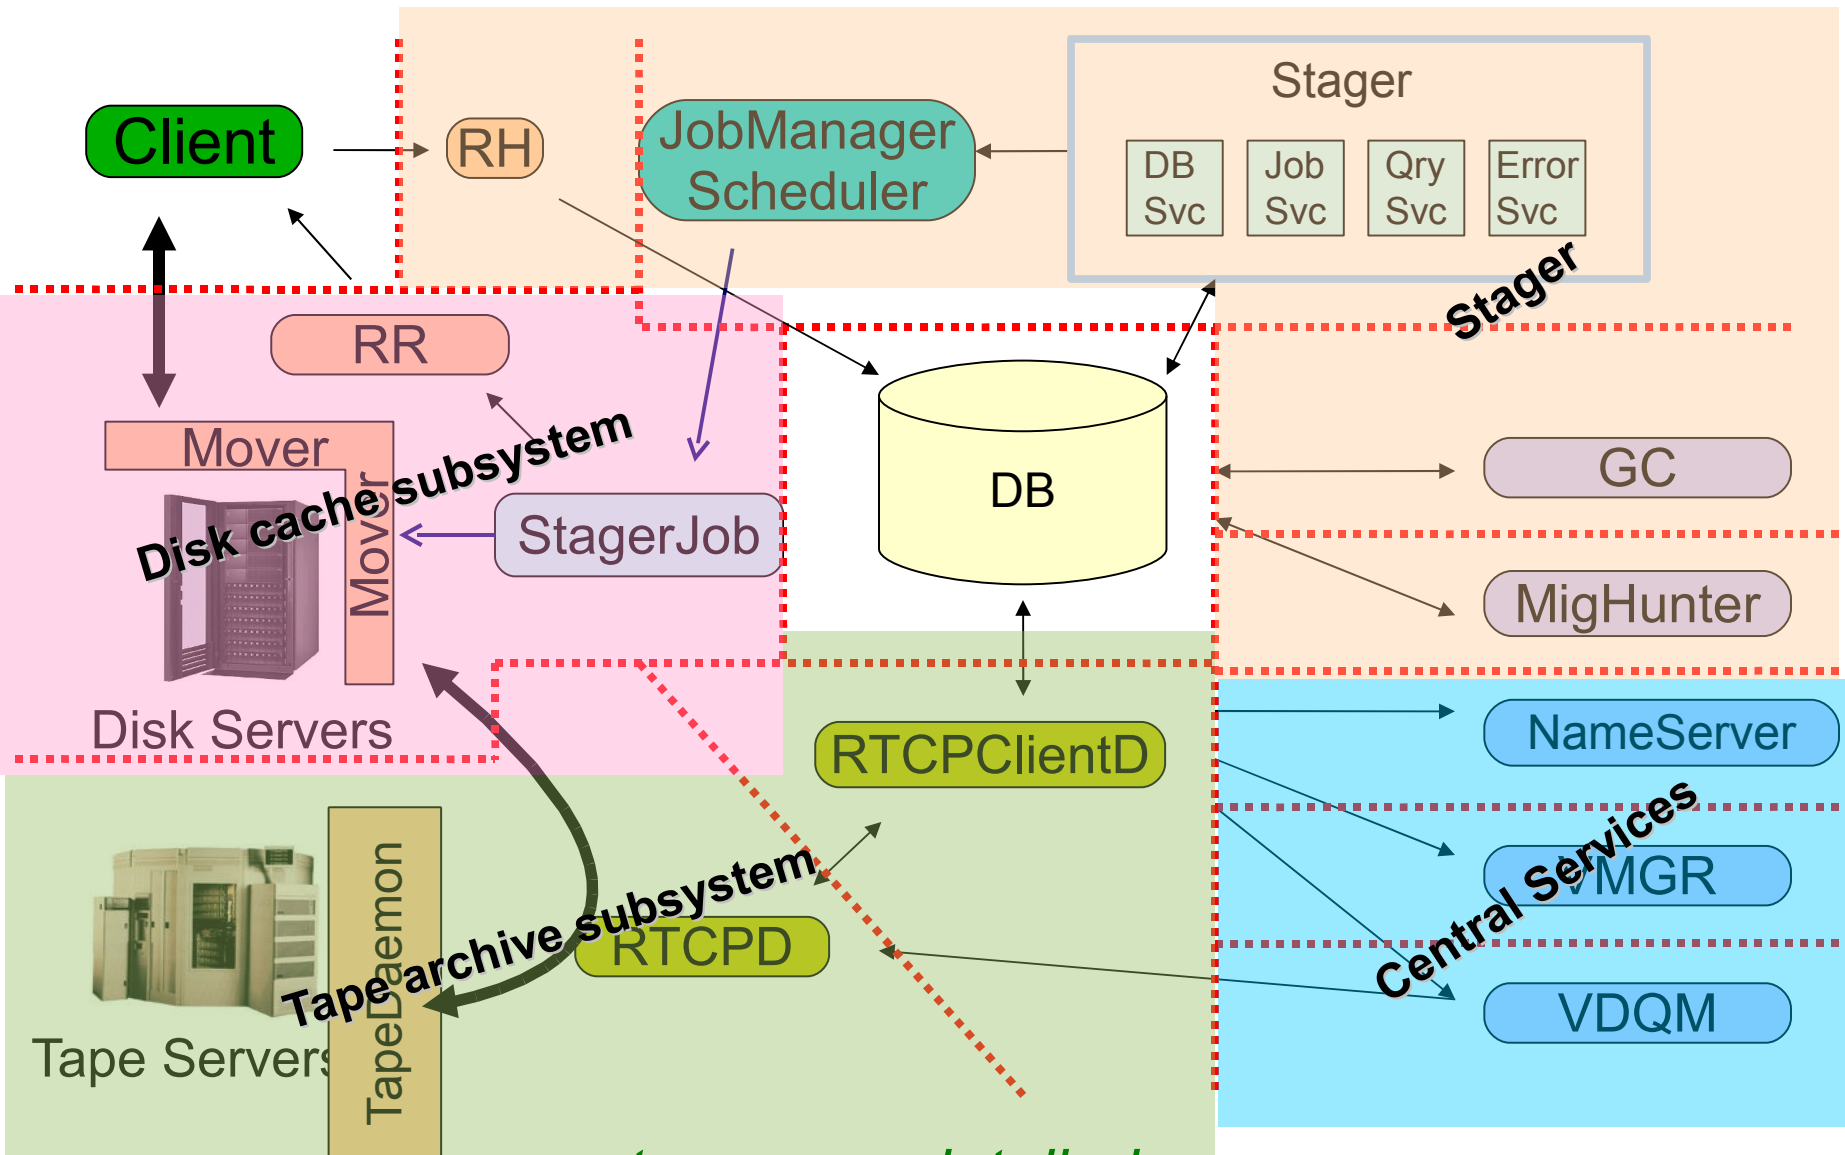 Client
RH
JobManager
Scheduler
Stager
DB
Svc
Job
Svc
Qry
Svc
Error
Svc
Stager
RR
Mover
Mover
Disk cache subsystem
StagerJob
DB
GC
MigHunter
Disk Servers
RTCPClientD
NameServer
VMGR
Central Services
VDQM
TapeDaemon
Tape archive subsystem
RTCPD
Tape Servers